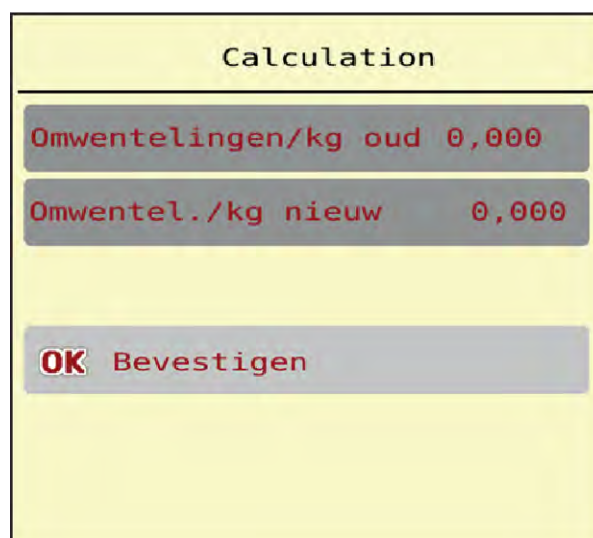 Calculation
Omwentelingen/kg oud 0,000
Omwentel./kg nieuw 0,000
OK Bevestigen